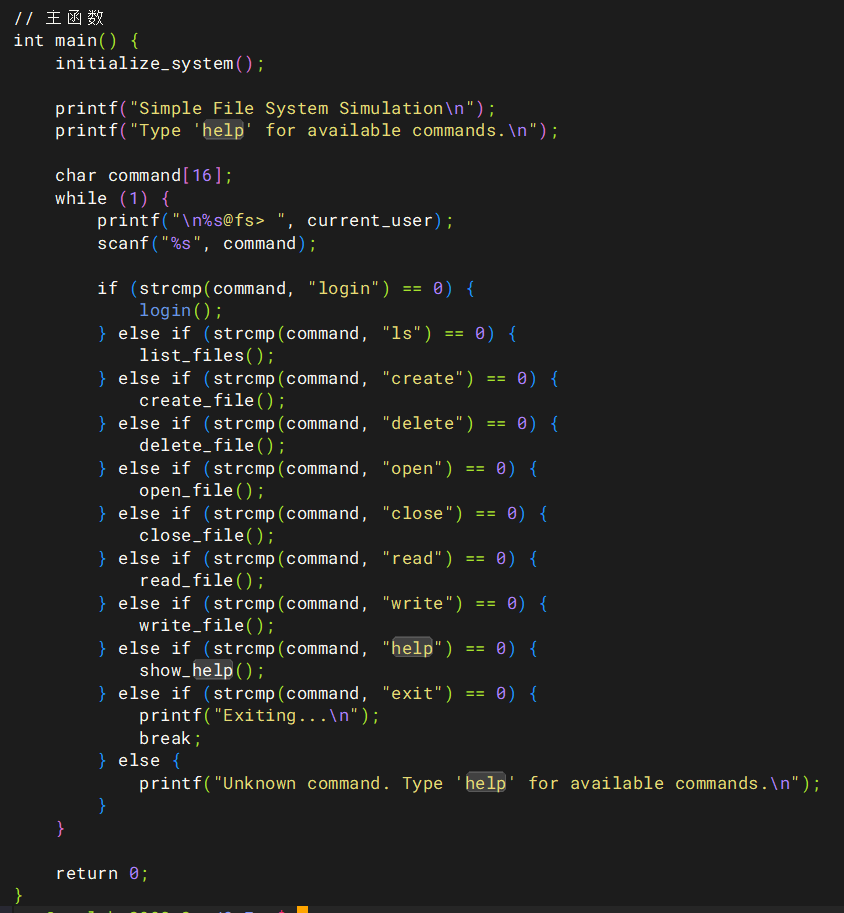 // 主函数
int main() {
    initialize_system();

    printf("Simple File System Simulation\n");
    printf("Type 'help' for available commands.\n");

    char command[16];
    while (1) {
        printf("\n%s@fs> ", current_user);
        scanf("%s", command);

        if (strcmp(command, "login") == 0) {
            login();
        } else if (strcmp(command, "ls") == 0) {
            list_files();
        } else if (strcmp(command, "create") == 0) {
            create_file();
        } else if (strcmp(command, "delete") == 0) {
            delete_file();
        } else if (strcmp(command, "open") == 0) {
            open_file();
        } else if (strcmp(command, "close") == 0) {
            close_file();
        } else if (strcmp(command, "read") == 0) {
            read_file();
        } else if (strcmp(command, "write") == 0) {
            write_file();
        } else if (strcmp(command, "help") == 0) {
            show_help();
        } else if (strcmp(command, "exit") == 0) {
            printf("Exiting...\n");
            break;
        } else {
            printf("Unknown command. Type 'help' for available commands.\n");
        }
    }

    return 0;
}